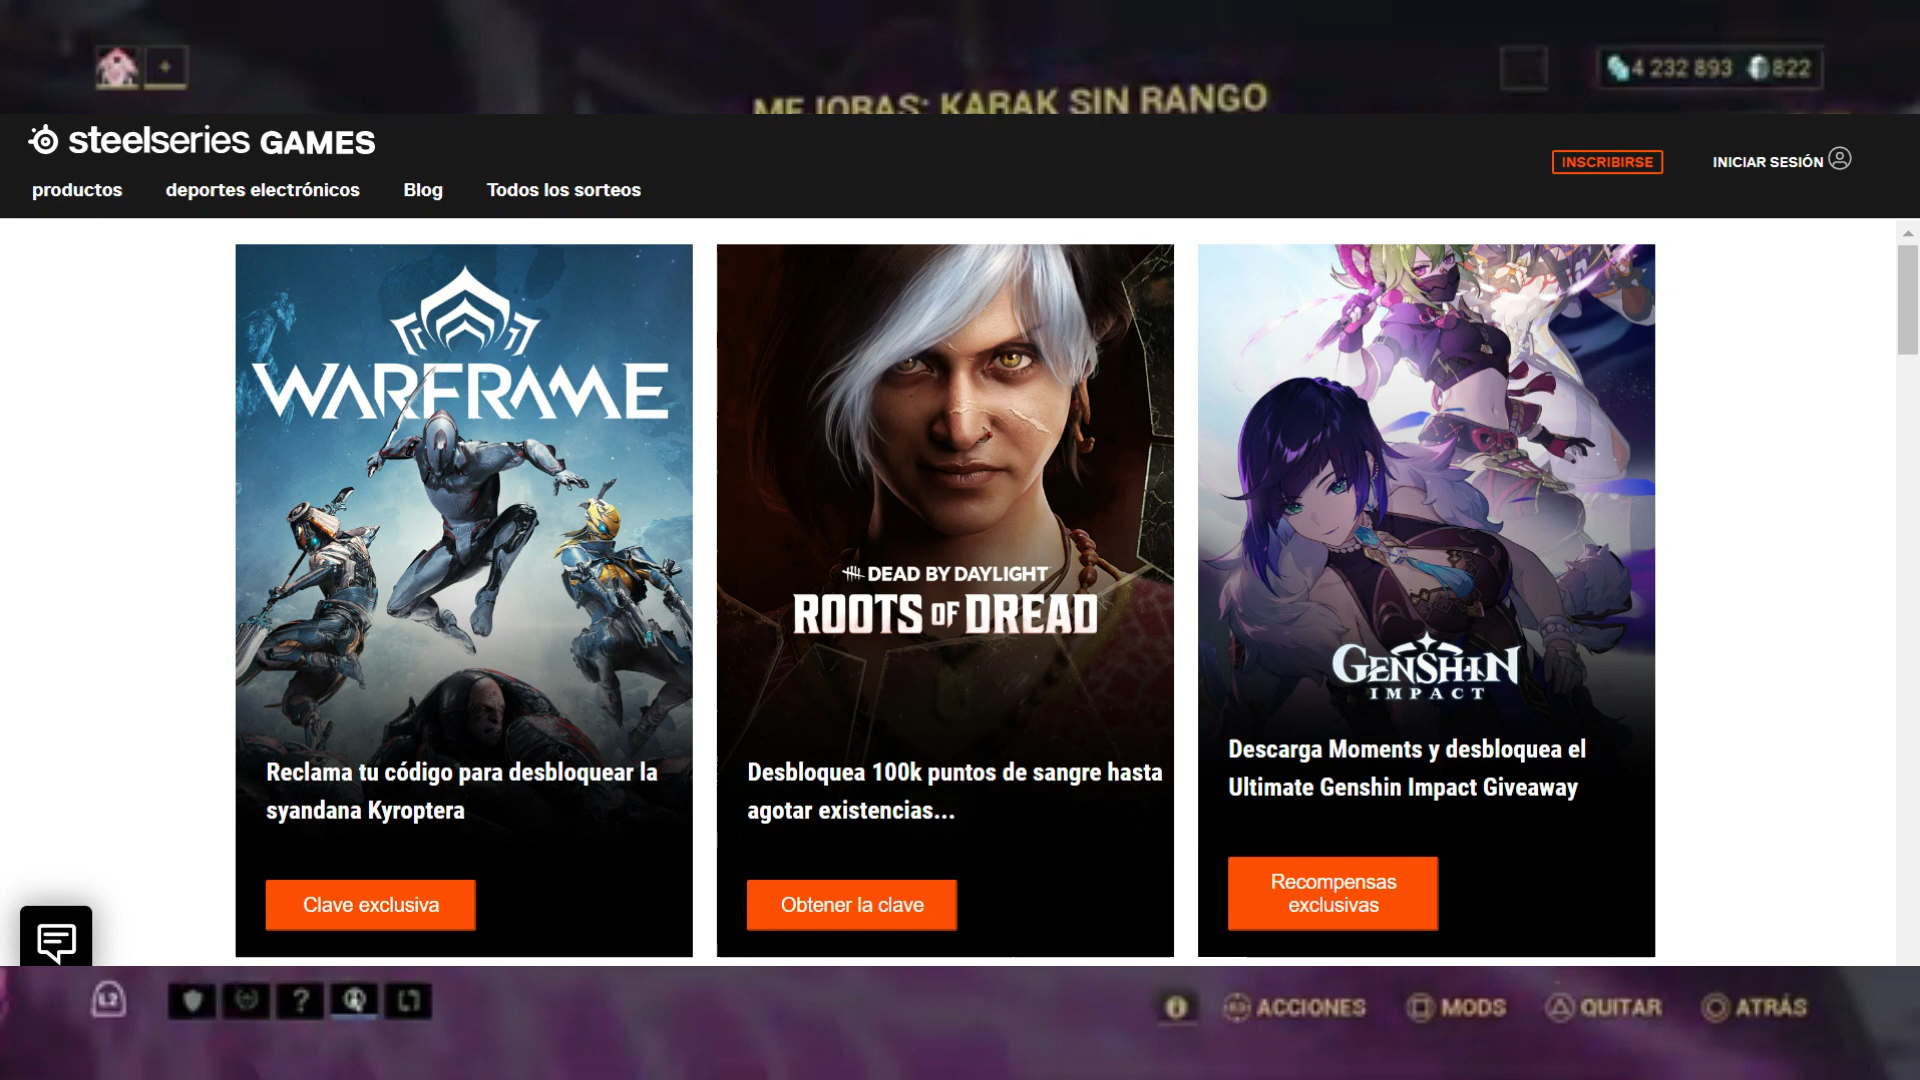 +
4 232 893 822
MEJORAS: KARAK SIN RANGO
steelseries GAMES
INSCRIBIRSE
INICIAR SESIÓN
productos deportes electrónicos Blog Todos los sorteos
WARFRAME
Reclama tu código para desbloquear la
syandana Kyroptera
Clave exclusiva
DEAD BY DAYLIGHT
ROOTS OF DREAD
Desbloquea 100k puntos de sangre hasta
agotar existencias...
Obtener la clave
GENSHIN
IMPACT
Descarga Moments y desbloquea el
Ultimate Genshin Impact Giveaway
Recompensas
exclusivas
L2 ? ACCIONES MODS QUITAR ATRÁS